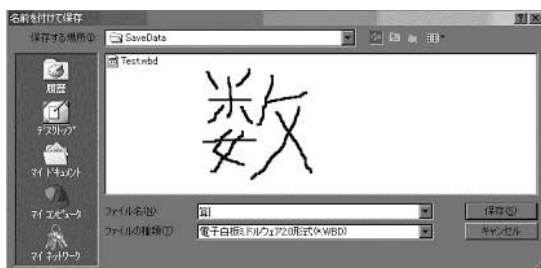 名前を付けて保存
保存する場所(I):
SaveData
Test.wbd
数
履歴
デスクトップ
マイ ドキュメント
マイ コンピュータ
マイ ネットワーク
ファイル名(N):
算
保存(S)
ファイルの種類(T):
電子白板ミドルウェア2.0形式(*.WBD)
キャンセル